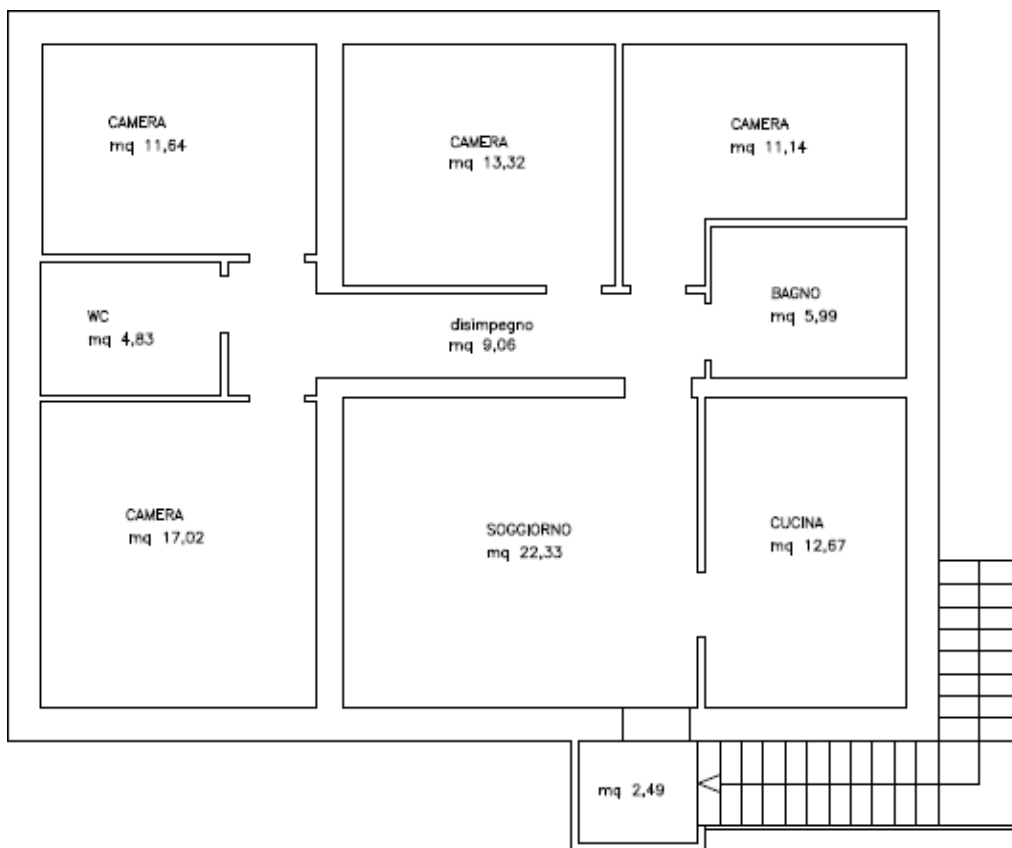 CAMERA
mq 11,64
CAMERA
mq 13,32
CAMERA
mq 11,14
WC
mq 4,83
disimpegno
mq 9,06
BAGNO
mq 5,99
CAMERA
mq 17,02
SOGGIORNO
mq 22,33
CUCINA
mq 12,67
mq 2,49